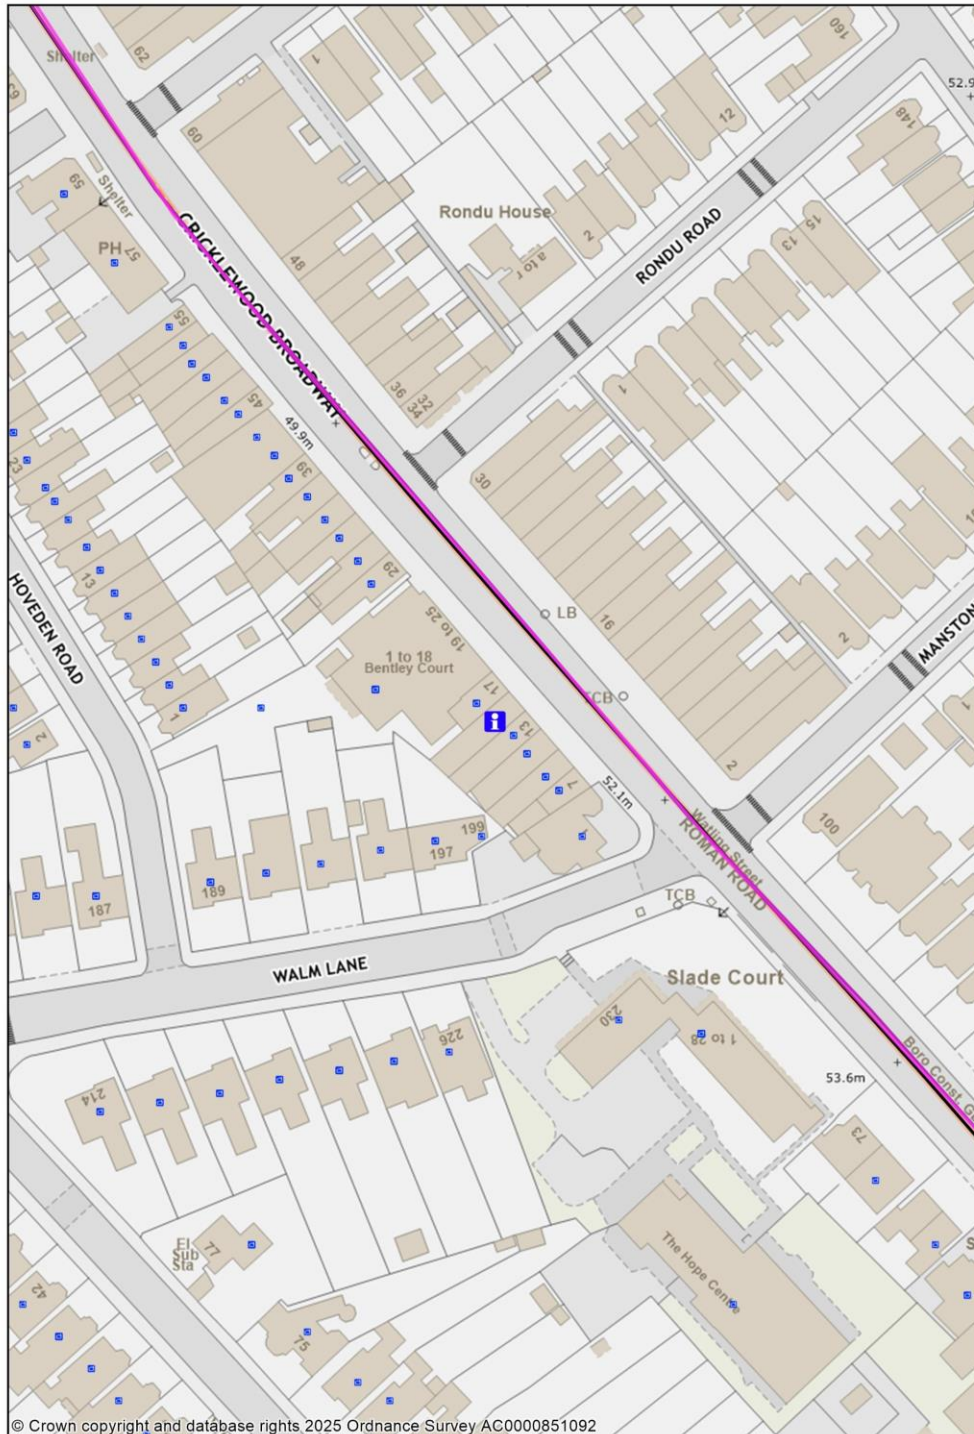 Shelter
62
1
160
52.9
63
60
12
148
59
Shelter
Rondu House
2
RONDU ROAD
15
13
PH
57
CRICKLEWOOD BROADWAY
48
a to r
55
36
32
34
1
45
49.9m
23
39
30
13
29
HOVEDEN ROAD
19 to 25
LB
16
2
MANSTON
1 to 18
Bentley Court
17
TCB
1
1
13
2
2
7
52.1m
100
Watling Street
ROMAN ROAD
199
197
189
187
TCB
WALM LANE
Slade Court
230
1 to 28
226
53.6m
Boro Const
214
73
El
Sub
Sta
77
The Hope Centre
42
75
© Crown copyright and database rights 2025 Ordnance Survey AC0000851092